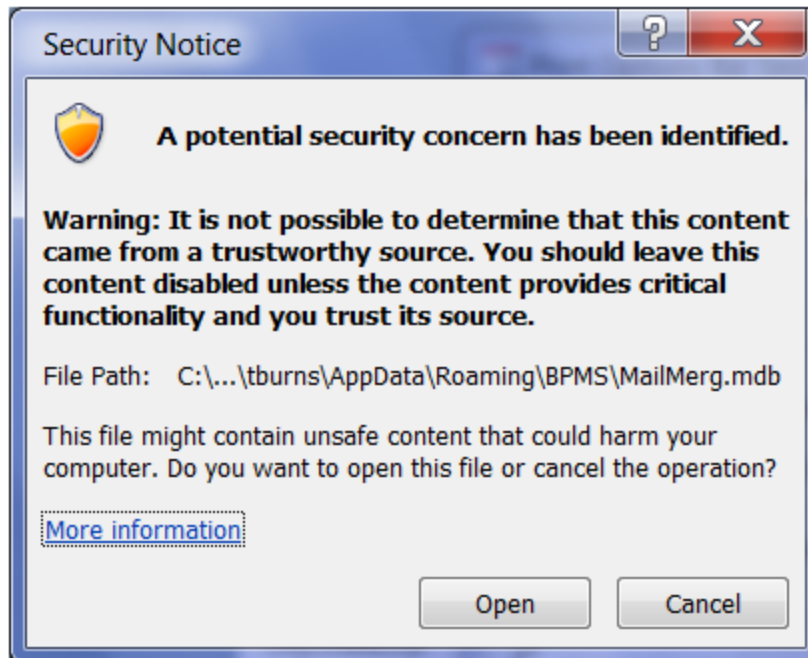 Security Notice
A potential security concern has been identified.
Warning: It is not possible to determine that this content
came from a trustworthy source. You should leave this
content disabled unless the content provides critical
functionality and you trust its source.
File Path: C:\...\tburns\AppData\Roaming\BPMS\MailMerg.mdb
This file might contain unsafe content that could harm your
computer. Do you want to open this file or cancel the operation?
More information
Open Cancel